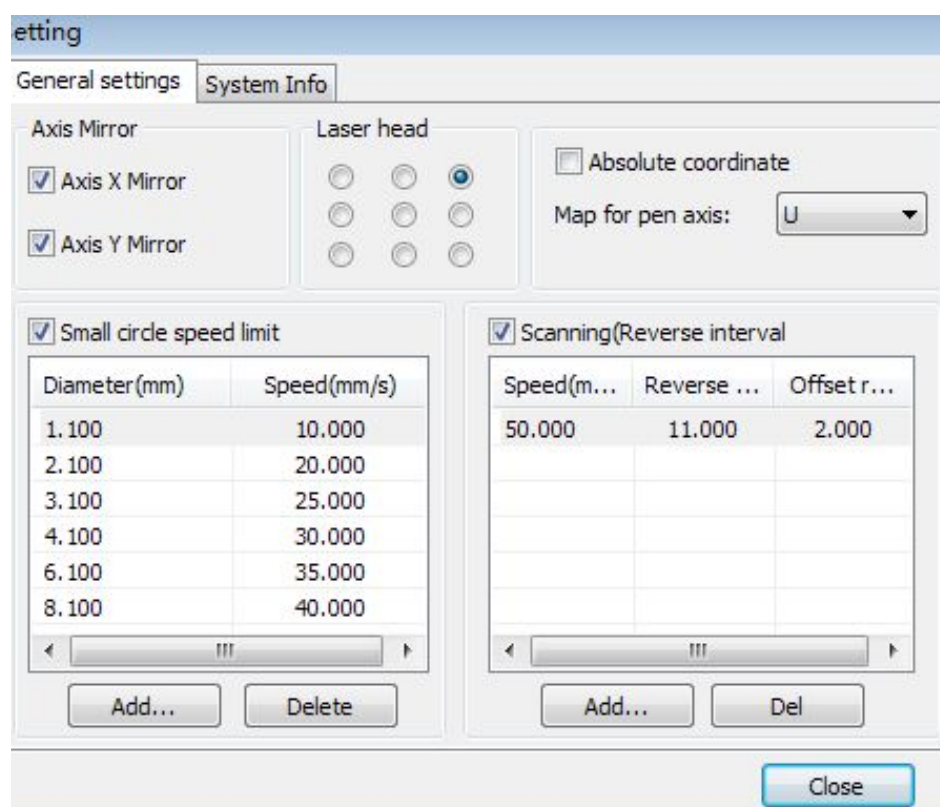 etting
General settings System Info
Axis Mirror
Axis X Mirror
Axis Y Mirror
Laser head
Absolute coordinate
Map for pen axis: U
Small circle speed limit
Diameter(mm) Speed(mm/s)
1.100 10.000
2.100 20.000
3.100 25.000
4.100 30.000
6.100 35.000
8.100 40.000
Add... Delete
Scanning(Reverse interval
Speed(m... Reverse ... Offset r...
50.000 11.000 2.000
Add... Del
Close